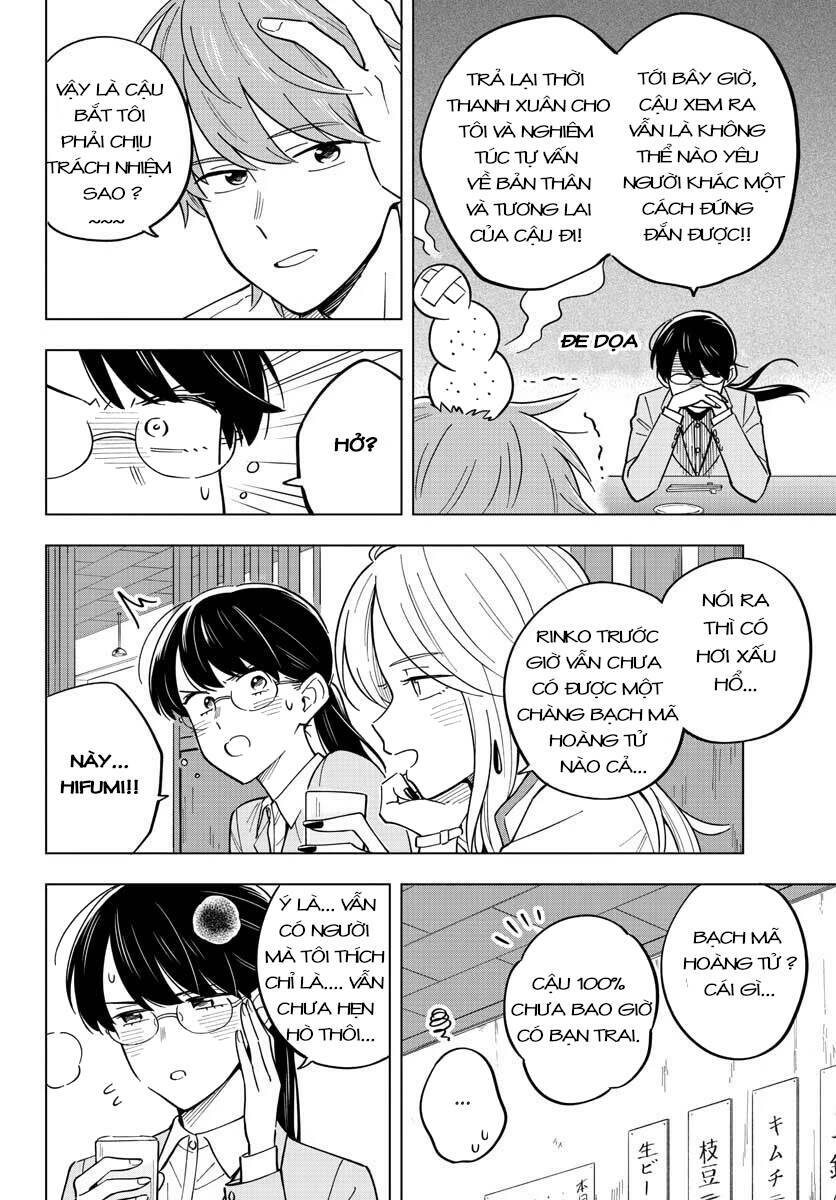 TỚI BÂY GIỜ,
CẬU XEM RA
VẪN LÀ KHÔNG
THỂ NÀO YÊU
NGƯỜI KHÁC MỘT
CÁCH ĐỨNG
ĐẮN ĐƯỢC!!
TRẢ LẠI THỜI
THANH XUÂN CHO
TÔI VÀ NGHIÊM
TÚC TỰ VẤN
VỀ BẢN THÂN
VÀ TƯƠNG LAI
CỦA CẬU ĐI!
ĐE DỌA
VẬY LÀ CẬU
BẮT TÔI
PHẢI CHỊU
TRÁCH NHIỆM
SAO ?
~~~
HỞ?
NÓI RA
THÌ CÓ
HƠI XẤU
HỔ...
RINKO TRƯỚC
GIỜ VẪN CHƯA
CÓ ĐƯỢC MỘT
CHÀNG BẠCH MÃ
HOÀNG TỬ
NÀO CẢ...
NÀY...
HIFUMI!!
BẠCH MÃ
HOÀNG TỬ ?
CÁI GÌ...
CẬU 100%
CHƯA BAO GIỜ
CÓ BẠN TRAI.
...
キムチ
枝豆
生ビー
本日
Ý LÀ... VẪN
CÓ NGƯỜI
MÀ TÔI THÍCH
CHỈ LÀ.... VẪN
CHƯA HẸN
HÒ THÔI...